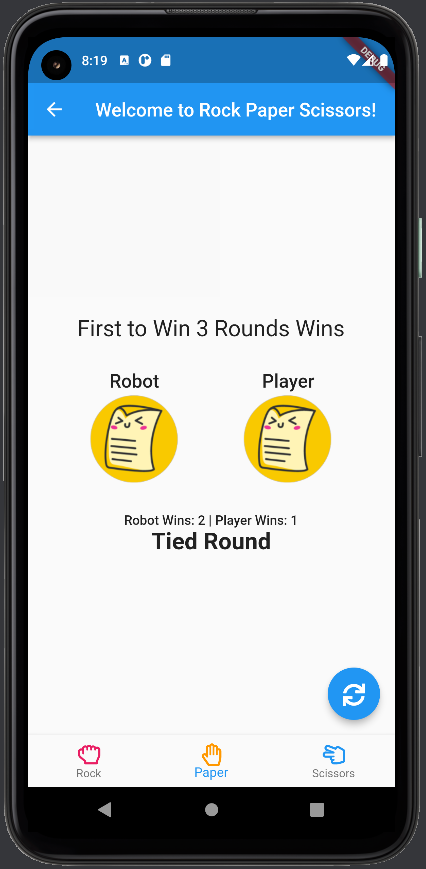 8:19
DEBUG
Welcome to Rock Paper Scissors!
First to Win 3 Rounds Wins
Robot Player
Robot Wins: 2 | Player Wins: 1
Tied Round
Rock Paper Scissors